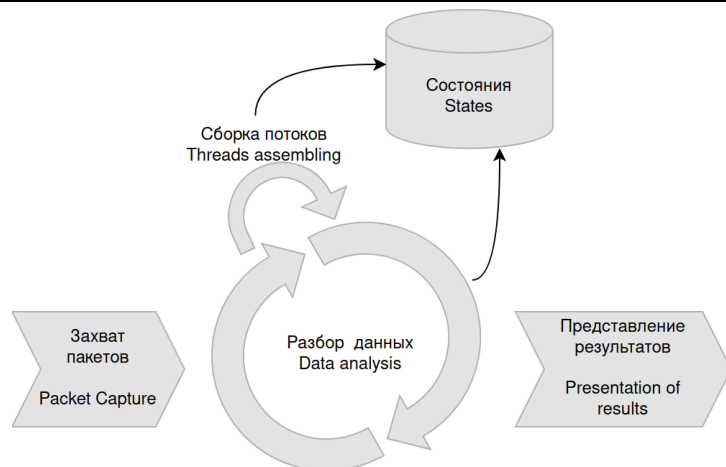 Состояния
States
Сборка потоков
Threads assembling
Захват
пакетов
Packet Capture
Разбор данных
Data analysis
Представление
результатов
Presentation of
results